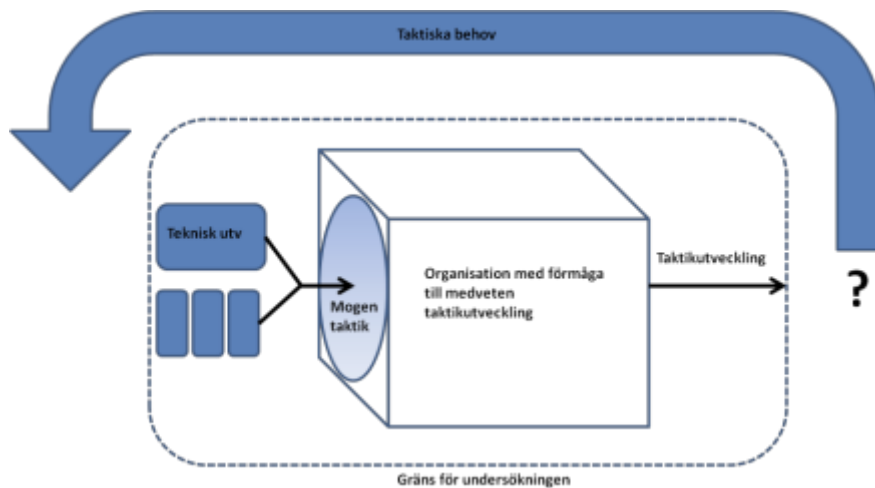 Taktiska behov
Teknisk utv
Mogen
taktik
Organisation med förmåga
till medveten
taktikutveckling
Taktikutveckling
?
Gräns för undersökningen